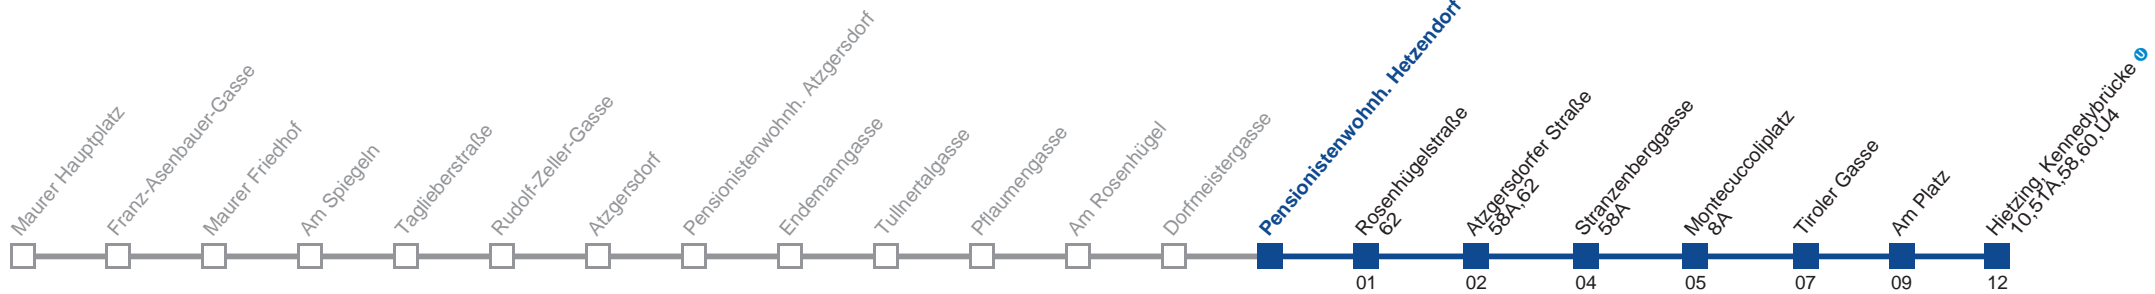 Maurer Hauptplatz
Franz-Asenbauer-Gasse
Maurer Friedhof
Am Spiegeln
Taglieberstraße
Rudolf-Zeller-Gasse
Atzgersdorf
Pensionistenwohnh. Atzgersdorf
Endemanngasse
Tullnertalgasse
Pflaumengasse
Am Rosenhügel
Dorfmeistergasse
Pensionistenwohnh. Hetzendorf
Rosenhügelstraße
62
Atzgersdorfer Straße
58A,62
Stranzenberggasse
58A
Montecuccoliplatz
8A
Tiroler Gasse
Am Platz
Hietzing, Kennedybrücke U
10,51A,58,60,U4
01 02 04 05 07 09 12